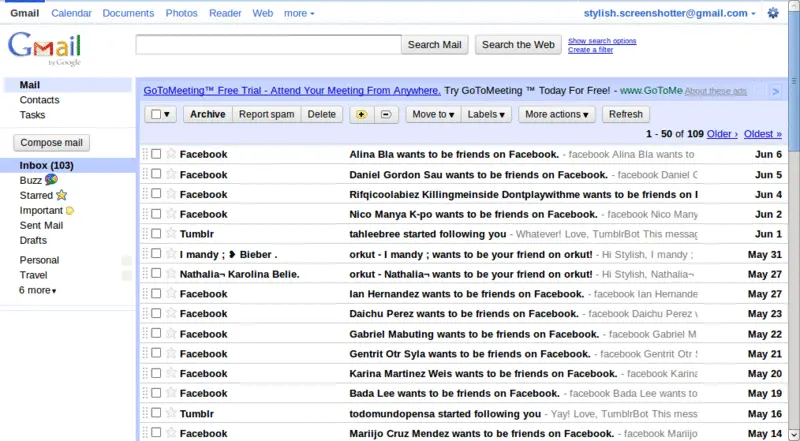 Gmail Calendar Documents Photos Reader Web more stylish.screenshotter@gmail.com
Gmail by Google
Search Mail Search the Web Show search options
Create a filter
Mail
Contacts
Tasks
Compose mail
Inbox (103)
Buzz
Starred
Important
Sent Mail
Drafts
Personal
Travel
6 more
GoToMeeting™ Free Trial - Attend Your Meeting From Anywhere. Try GoToMeeting ™ Today For Free! - www.GoToMe About these ads >
Archive Report spam Delete Move to Labels More actions Refresh
1 - 50 of 109 Older › Oldest »
Facebook Alina Bla wants to be friends on Facebook. - facebook Alina Bla wants to Jun 6
Facebook Daniel Gordon Sau wants to be friends on Facebook. - facebook Daniel G Jun 5
Facebook Rifqicoolabiez Killingmeinside Dontplaywithme wants to be friends on Jun 4
Facebook Nico Manya K-po wants to be friends on Facebook. - facebook Nico Many Jun 2
Tumblr tahleebree started following you - Whatever! Love, TumblrBot This messag Jun 1
I mandy ; ❥ Bieber . orkut - I mandy ; wants to be your friend on orkut! - Hi Stylish, I mandy ; May 31
Nathalia¬ Karolina Belie. orkut - Nathalia¬ wants to be your friend on orkut! - Hi Stylish, Nathalia¬ May 27
Facebook Ian Hernandez wants to be friends on Facebook. - facebook Ian Hernande May 27
Facebook Daichu Perez wants to be friends on Facebook. - facebook Daichu Perez w May 23
Facebook Gabriel Mabuting wants to be friends on Facebook. - facebook Gabriel M May 22
Facebook Gentrit Otr Syla wants to be friends on Facebook. - facebook Gentrit Otr May 21
Facebook Karina Martinez Weis wants to be friends on Facebook. - facebook Karina May 20
Facebook Bada Lee wants to be friends on Facebook. - facebook Bada Lee wants to May 19
Tumblr todomundopensa started following you - Yay! Love, TumblrBot This mess May 16
Facebook Mariijo Cruz Mendez wants to be friends on Facebook. - facebook Mariijo May 14